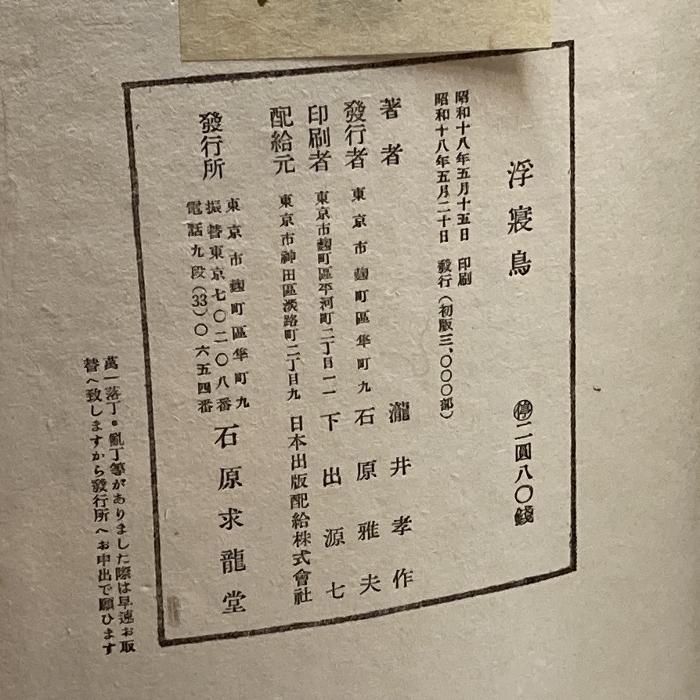 浮寢鳥
㊡二圓八〇錢
昭和十八年五月十五日 印刷
昭和十八年五月二十日 發行(初版三、〇〇〇部)
著者 瀧井孝作
發行者 東京市麴町區隼町九 石原雅夫
印刷者 東京市麴町區平河町二丁目一一 下出源七
配給元 東京市神田區淡路町二丁目九 日本出版配給株式會社
發行所 東京市麴町區隼町九 石原求龍堂
振替東京七〇二〇八番
電話九段(33)〇六五四番
萬一落丁・亂丁等がありました際は早速お取
替へ致しますから發行所へお申出で願ひます